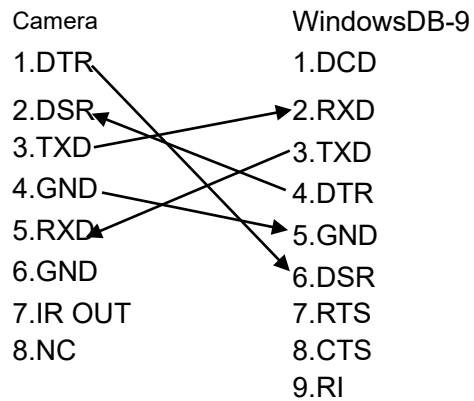 Camera
1.DTR
2.DSR
3.TXD
4.GND
5.RXD
6.GND
7.IR OUT
8.NC
WindowsDB-9
1.DCD
2.RXD
3.TXD
4.DTR
5.GND
6.DSR
7.RTS
8.CTS
9.RI